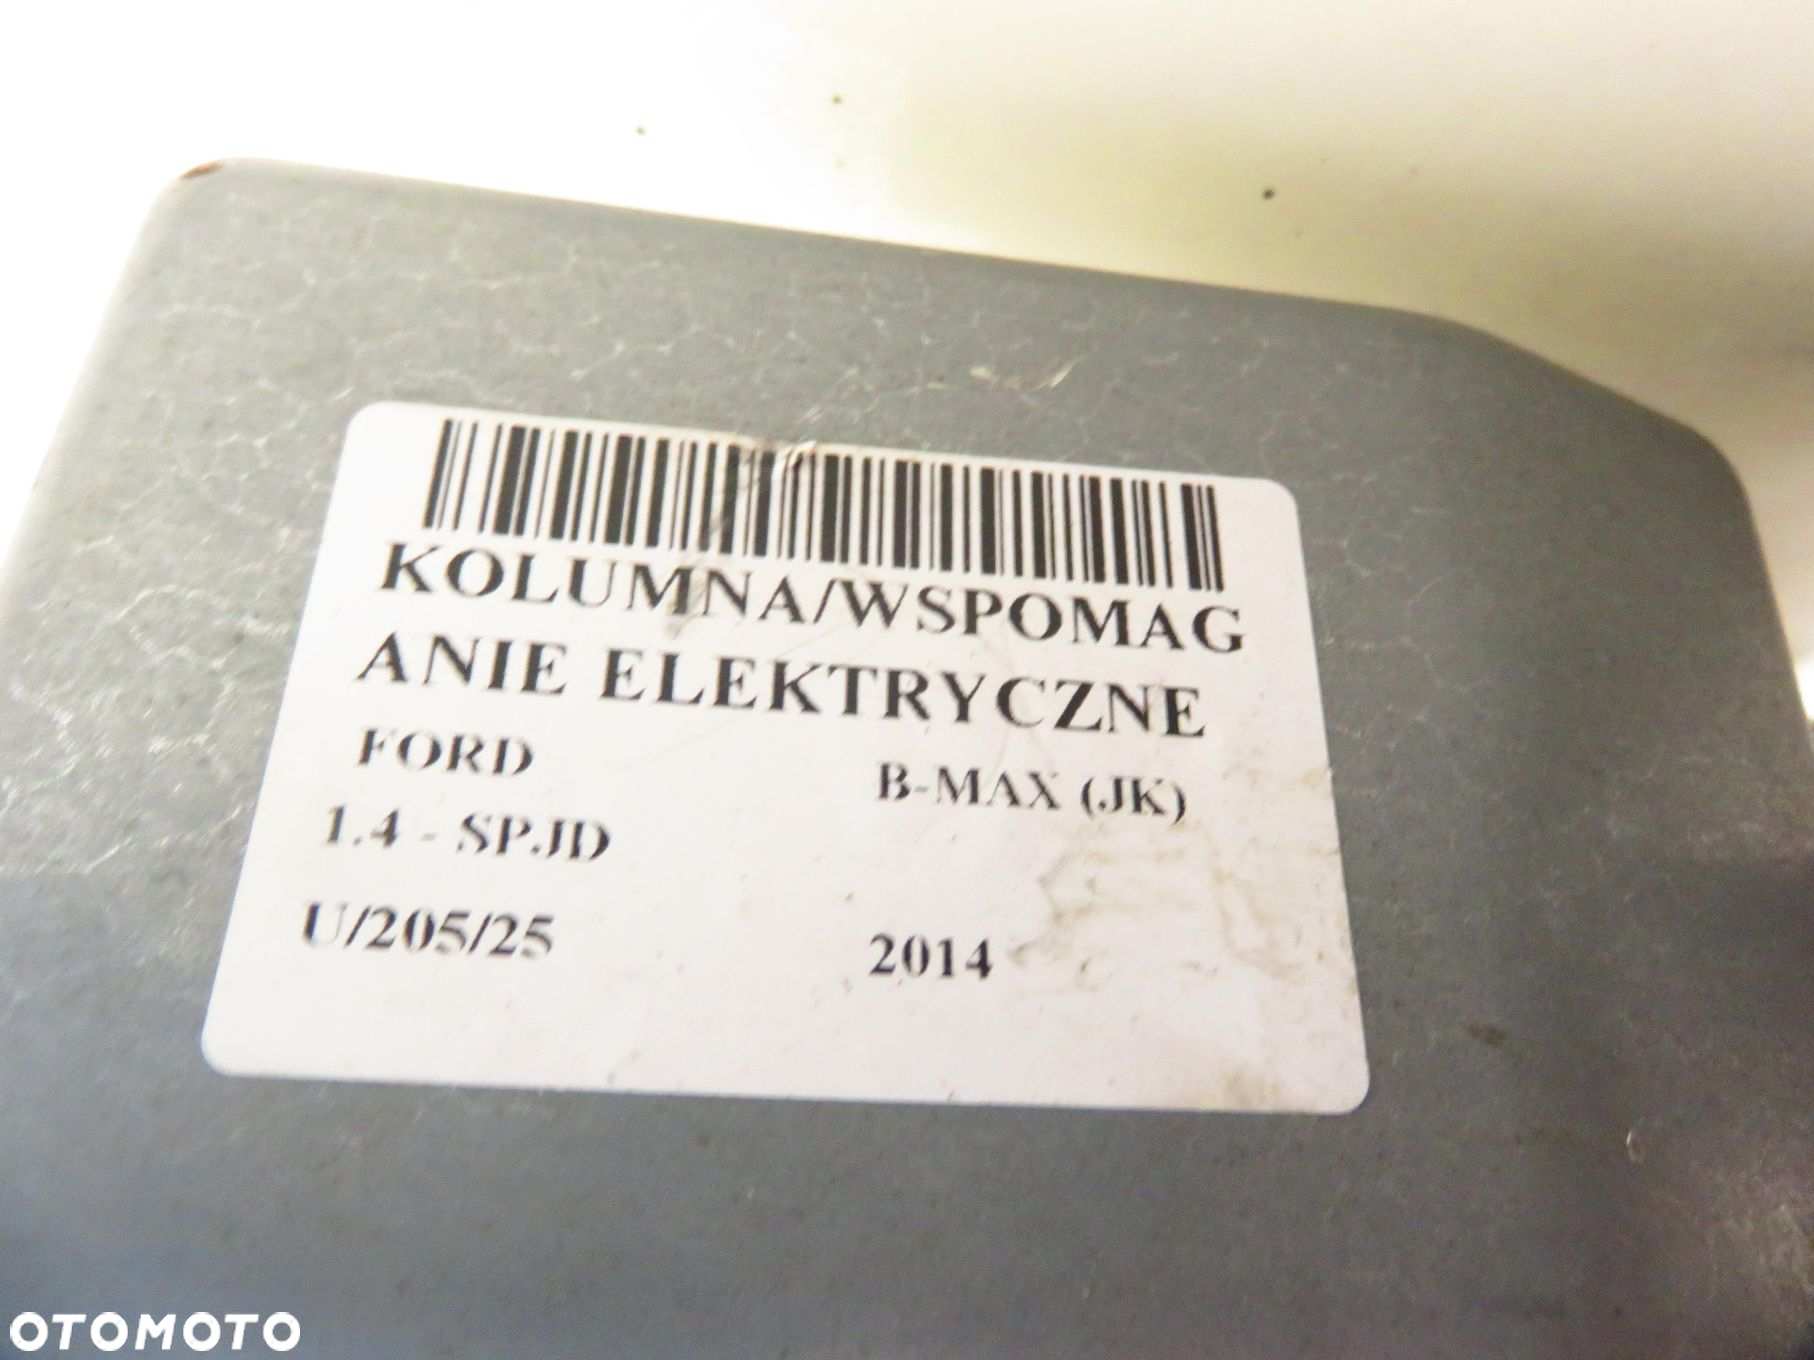 KOLUMNA/WSPOMAG
ANIE ELEKTRYCZNE
FORD B-MAX (JK)
1.4 - SPJD
U/205/25 2014
OTOMOTO